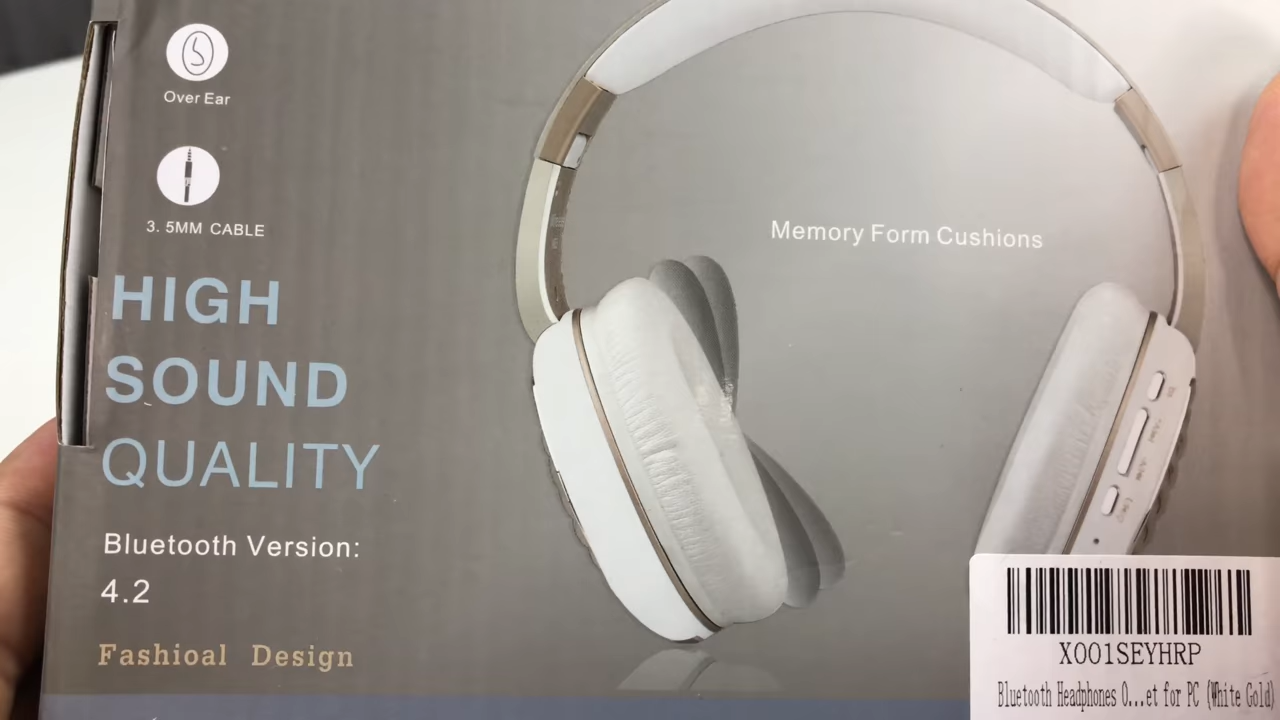 Over Ear
3. 5MM CABLE
HIGH
SOUND
QUALITY
Bluetooth Version:
4.2
Fashioal Design
Memory Form Cushions
X001SEYHRP
Bluetooth Headphones O...et for PC (White Gold)